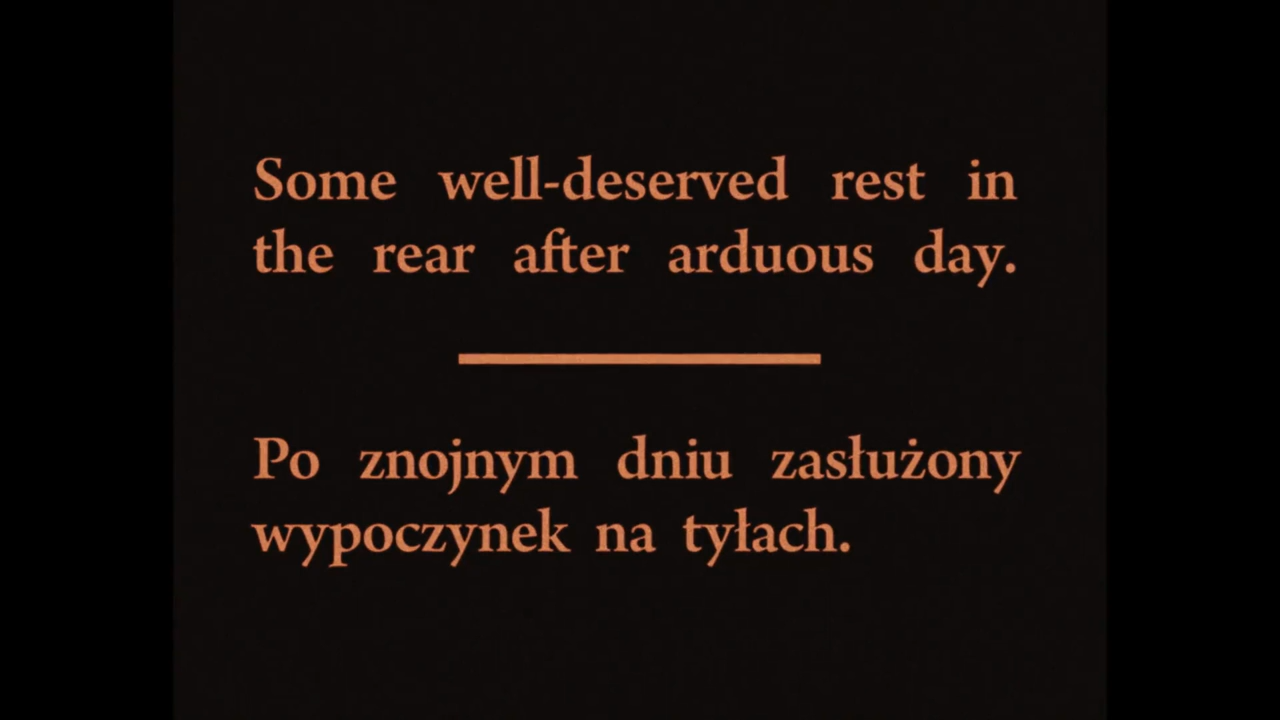 Some well-deserved rest in
the rear after arduous day.
Po znojnym dniu zasłużony
wypoczynek na tyłach.